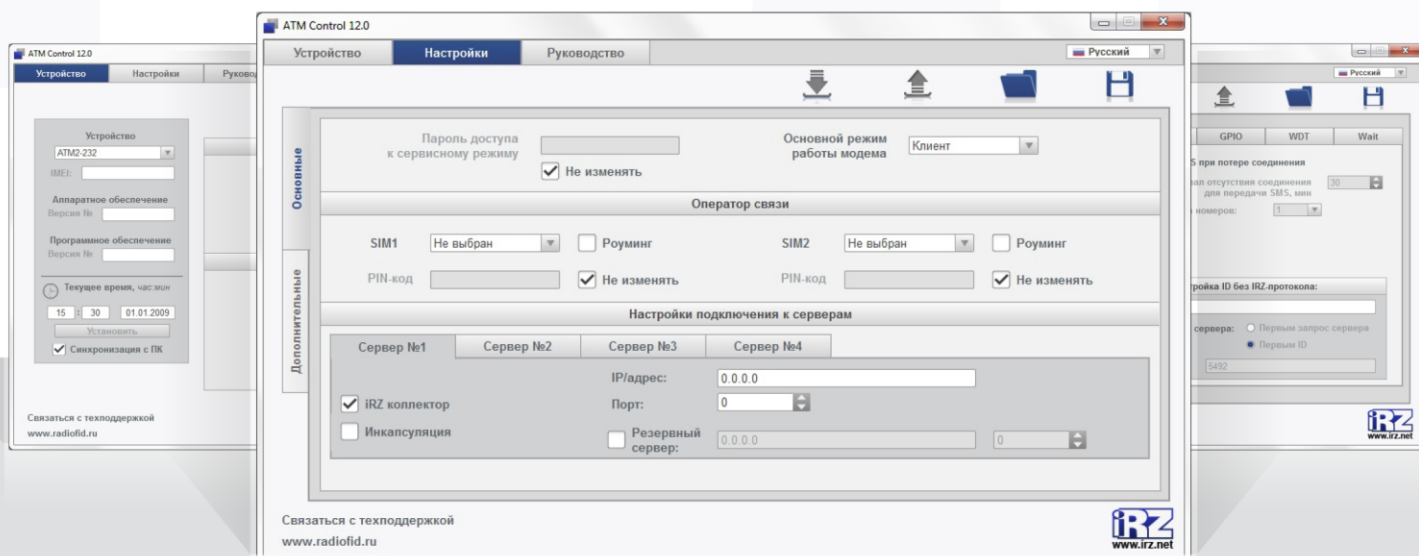 ATM Control 12.0
Устройство Настройки Руковод
Устройство
ATM2-232
IMEI:
Аппаратное обеспечение
Версия №
Программное обеспечение
Версия №
Текущее время, час:мин
15 : 30 01.01.2009
Установить
Синхронизация с ПК
Связаться с техподдержкой
www.radiofid.ru
ATM Control 12.0
Устройство Настройки Руководство Русский
Основные
Дополнительные
Пароль доступа
к сервисному режиму
Не изменять
Основной режим
работы модема
Клиент
Оператор связи
SIM1 Не выбран Роуминг SIM2 Не выбран Роуминг
PIN-код Не изменять PIN-код Не изменять
Настройки подключения к серверам
Сервер №1 Сервер №2 Сервер №3 Сервер №4
IP/адрес: 0.0.0.0
iRZ коллектор Порт: 0
Инкапсуляция Резервный
сервер: 0.0.0.0 0
Связаться с техподдержкой
www.radiofid.ru
iRZ
www.irz.net
Русский
GPIO WDT Wait
при потере соединения
отсутствия соединения 30
для передачи SMS, мин
номеров: 1
ID без IRZ-протокола:
сервера: Первым запрос сервера
Первым ID
5492
iRZ
www.irz.net